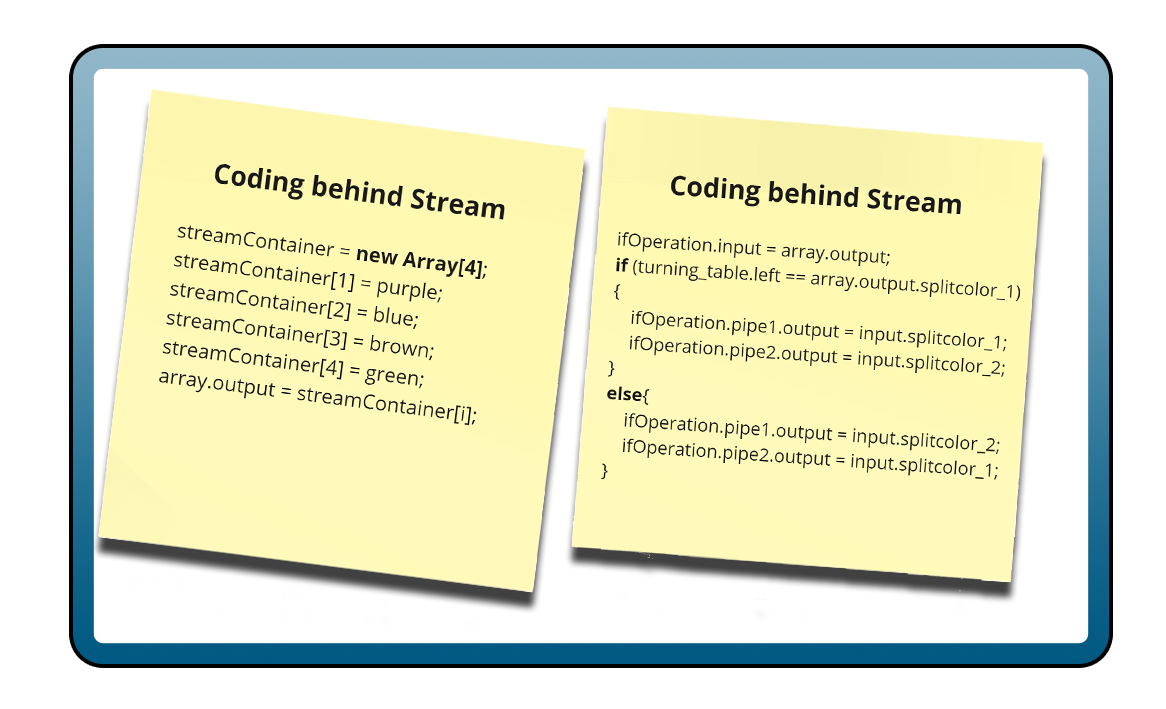 Coding behind Stream
streamContainer = new Array[4];
streamContainer[1] = purple;
streamContainer[2] = blue;
streamContainer[3] = brown;
streamContainer[4] = green;
array.output = streamContainer[i];
Coding behind Stream
ifOperation.input = array.output;
if (turning_table.left == array.output.splitcolor_1)
{
ifOperation.pipe1.output = input.splitcolor_1;
ifOperation.pipe2.output = input.splitcolor_2;
}
else{
ifOperation.pipe1.output = input.splitcolor_2;
ifOperation.pipe2.output = input.splitcolor_1;
}